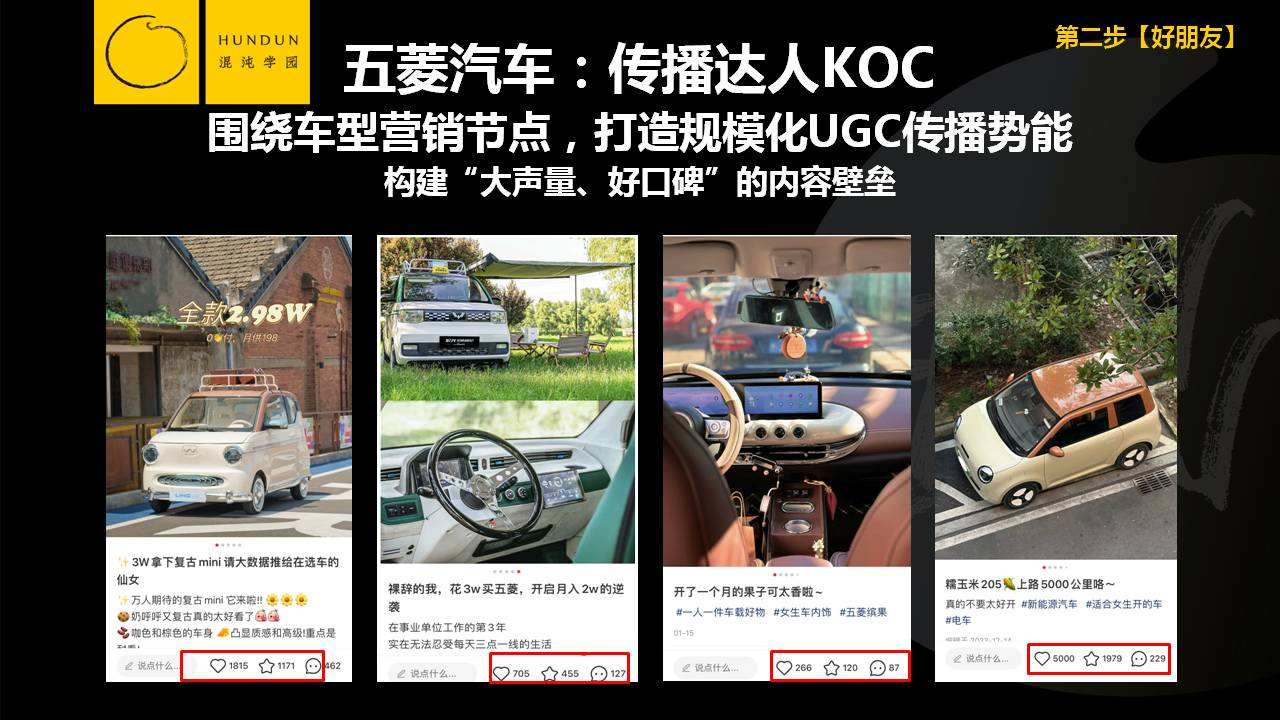 HUNDUN
混沌学园
第二步【好朋友】
五菱汽车：传播达人KOC
围绕车型营销节点，打造规模化UGC传播势能
构建“大声量、好口碑”的内容壁垒
全款2.98W
0👋付，月供198
✨3W拿下复古mini 请大数据推给在选车的
仙女
✨万人期待的复古mini 它来啦!! 🌼🌼🌼
🍪奶呼呼又复古真的太好看了
咖色和棕色的车身 凸显质感和高级!重点是
说点什么...
1815
1171
462
裸辞的我，花3w买五菱，开启月入2w的逆
袭
在事业单位工作的第3年
实在无法忍受每天三点一线的生活
说点什么...
705
455
127
开了一个月的果子可太香啦～
#一人一件车载好物 #女生车内饰 #五菱缤果
01-15
说点什么...
266
120
87
糯玉米205🌽上路5000公里咯～
真的不要太好开 #新能源汽车 #适合女生开的车
#电车
说点什么...
5000
1979
229